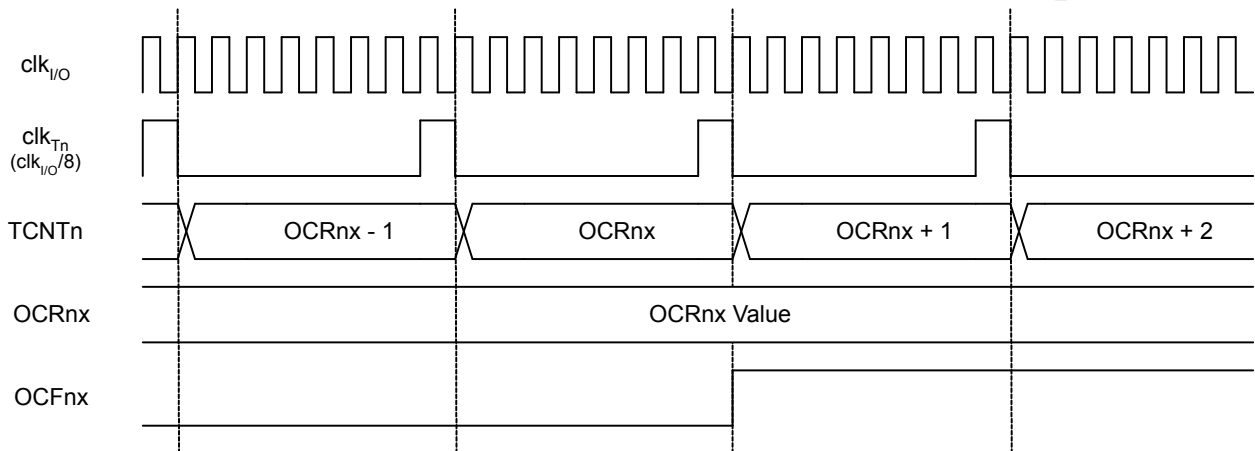 clkI/O
clkTn
(clkI/O/8)
TCNTn OCRnx - 1 OCRnx OCRnx + 1 OCRnx + 2
OCRnx OCRnx Value
OCFnx